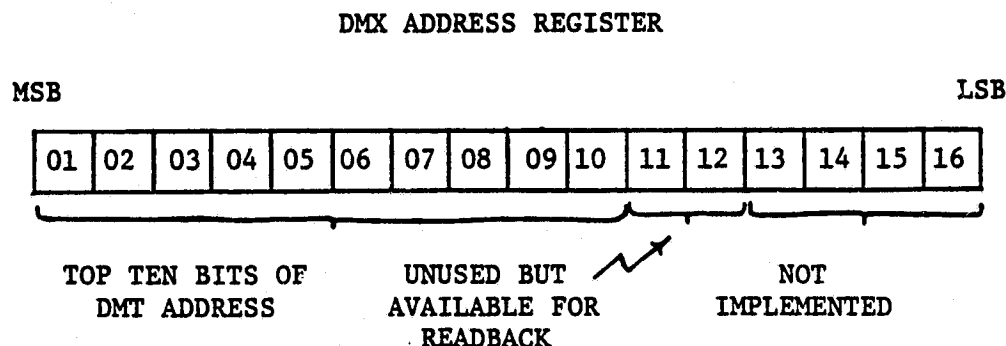 DMX ADDRESS REGISTER
MSB LSB
01 02 03 04 05 06 07 08 09 10 11 12 13 14 15 16
TOP TEN BITS OF UNUSED BUT NOT
DMT ADDRESS AVAILABLE FOR IMPLEMENTED
READBACK